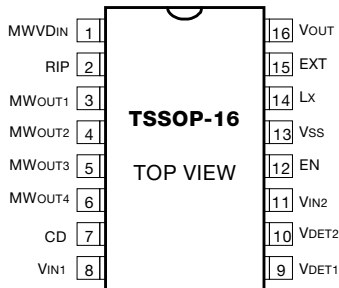 MWVDIN 1 16 VOUT
RIP 2 15 EXT
MWOUT1 3 14 LX
MWOUT2 4 TSSOP-16 13 VSS
MWOUT3 5 TOP VIEW 12 EN
MWOUT4 6 11 VIN2
CD 7 10 VDET2
VIN1 8 9 VDET1